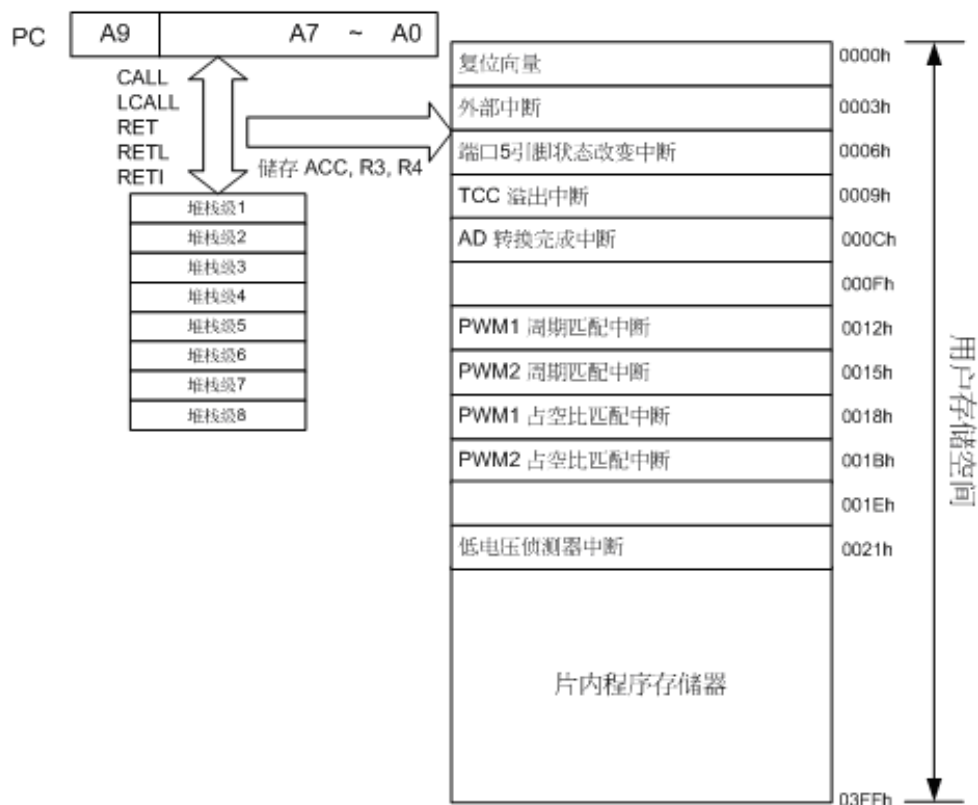 PC
A9
A7 ~ A0
CALL
LCALL
RET
RETL
RETI
储存 ACC, R3, R4
堆栈级1
堆栈级2
堆栈级3
堆栈级4
堆栈级5
堆栈级6
堆栈级7
堆栈级8
复位向量 0000h
外部中断 0003h
端口5引脚状态改变中断 0006h
TCC 溢出中断 0009h
AD 转换完成中断 000Ch
000Fh
PWM1 周期匹配中断 0012h
PWM2 周期匹配中断 0015h
PWM1 占空比匹配中断 0018h
PWM2 占空比匹配中断 001Bh
001Eh
低电压侦测器中断 0021h
片内程序存储器
03FFh
用户存储空间